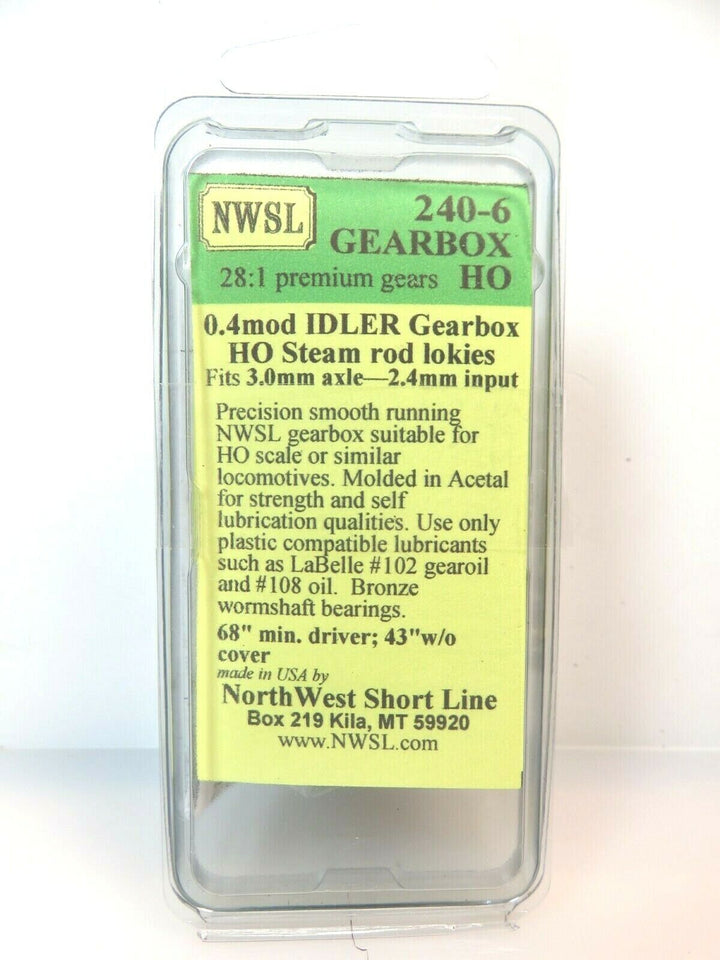 NWSL
240-6
GEARBOX
28:1 premium gears HO
0.4mod IDLER Gearbox
HO Steam rod lokies
Fits 3.0mm axle—2.4mm input
Precision smooth running
NWSL gearbox suitable for
HO scale or similar
locomotives. Molded in Acetal
for strength and self
lubrication qualities. Use only
plastic compatible lubricants
such as LaBelle #102 gearoil
and #108 oil. Bronze
wormshaft bearings.
68" min. driver; 43"w/o
cover
made in USA by
NorthWest Short Line
Box 219 Kila, MT 59920
www.NWSL.com